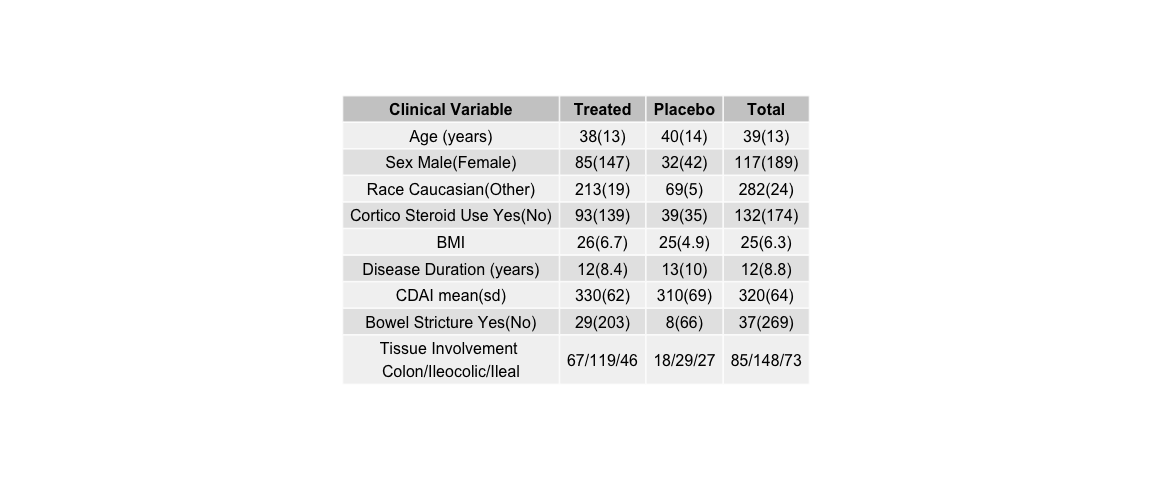 Clinical Variable Treated Placebo Total
Age (years) 38(13) 40(14) 39(13)
Sex Male(Female) 85(147) 32(42) 117(189)
Race Caucasian(Other) 213(19) 69(5) 282(24)
Cortico Steroid Use Yes(No) 93(139) 39(35) 132(174)
BMI 26(6.7) 25(4.9) 25(6.3)
Disease Duration (years) 12(8.4) 13(10) 12(8.8)
CDAI mean(sd) 330(62) 310(69) 320(64)
Bowel Stricture Yes(No) 29(203) 8(66) 37(269)
Tissue Involvement
Colon/Ileocolic/Ileal 67/119/46 18/29/27 85/148/73